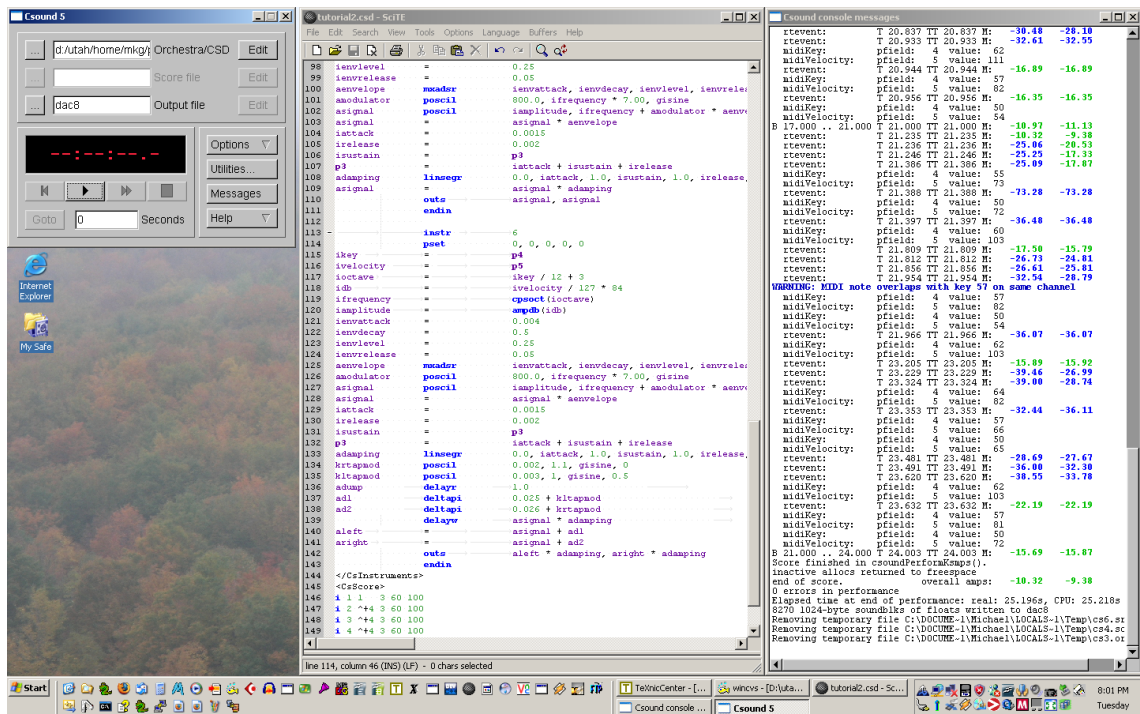 Csound 5
... d:/utah/home/mkg/p Orchestra/CSD Edit
... Score file Edit
... dac8 Output file Edit
--:--:--.-
Options
Utilities...
Messages
Goto 0 Seconds Help
Internet
Explorer
My Safe
tutorial2.csd - SciTE
File Edit Search View Tools Options Language Buffers Help
98 ienvlevel = 0.25
99 ienvrelease = 0.05
100 aenvelope mxadsr ienvattack, ienvdecay, ienvlevel, ienvreleas
101 amodulator poscil 800.0, ifrequency * 7.00, gisine
102 asignal poscil iamplitude, ifrequency + amodulator * aenve
103 asignal = asignal * aenvelope
104 iattack = 0.0015
105 irelease = 0.002
106 isustain = p3
107 p3 = iattack + isustain + irelease
108 adamping linsegr 0.0, iattack, 1.0, isustain, 1.0, irelease,
109 asignal = asignal * adamping
110 outs asignal, asignal
111 endin
112
113 - instr 6
114 pset 0, 0, 0, 0, 0
115 ikey = p4
116 ivelocity = p5
117 ioctave = ikey / 12 + 3
118 idb = ivelocity / 127 * 84
119 ifrequency = cpsoct(ioctave)
120 iamplitude = ampdb(idb)
121 ienvattack = 0.004
122 ienvdecay = 0.5
123 ienvlevel = 0.25
124 ienvrelease = 0.05
125 aenvelope mxadsr ienvattack, ienvdecay, ienvlevel, ienvreleas
126 amodulator poscil 800.0, ifrequency * 7.00, gisine
127 asignal poscil iamplitude, ifrequency + amodulator * aenve
128 asignal = asignal * aenvelope
129 iattack = 0.0015
130 irelease = 0.002
131 isustain = p3
132 p3 = iattack + isustain + irelease
133 adamping linsegr 0.0, iattack, 1.0, isustain, 1.0, irelease,
134 krtapmod poscil 0.002, 1.1, gisine, 0
135 krtapmod poscil 0.003, 1, gisine, 0.5
136 adump delayr 1.0
137 ad1 deltapi 0.025 + kltapmod
138 ad2 deltapi 0.026 + krtapmod
139 delayw asignal * adamping
140 aleft = asignal + ad1
141 aright = asignal + ad2
142 outs aleft * adamping, aright * adamping
143 endin
144 </CsInstruments>
145 <CsScore>
146 i 1 1 3 60 100
147 i 2 ^+4 3 60 100
148 i 3 ^+4 3 60 100
149 i 4 ^+4 3 60 100
line 114, column 46 (INS) (LF) - 0 chars selected
Csound console messages
rtevent: T 20.837 TT 20.837 M: -30.48 -28.10
rtevent: T 20.933 TT 20.933 M: -32.61 -32.55
midiKey: pfield: 4 value: 62
midiVelocity: pfield: 5 value: 111
rtevent: T 20.944 TT 20.944 M: -16.89 -16.89
midiKey: pfield: 4 value: 57
midiVelocity: pfield: 5 value: 82
rtevent: T 20.956 TT 20.956 M: -16.35 -16.35
midiKey: pfield: 4 value: 50
midiVelocity: pfield: 5 value: 54
B 17.000 .. 21.000 T 21.000 TT 21.000 M: -10.97 -11.13
rtevent: T 21.235 TT 21.235 M: -10.32 -9.38
rtevent: T 21.236 TT 21.236 M: -25.06 -20.53
rtevent: T 21.246 TT 21.246 M: -25.25 -17.33
rtevent: T 21.386 TT 21.386 M: -25.09 -17.87
midiKey: pfield: 4 value: 55
midiVelocity: pfield: 5 value: 73
rtevent: T 21.388 TT 21.388 M: -73.28 -73.28
midiKey: pfield: 4 value: 50
midiVelocity: pfield: 5 value: 72
rtevent: T 21.397 TT 21.397 M: -36.48 -36.48
midiKey: pfield: 4 value: 60
midiVelocity: pfield: 5 value: 103
rtevent: T 21.809 TT 21.809 M: -17.50 -15.79
rtevent: T 21.812 TT 21.812 M: -26.73 -24.81
rtevent: T 21.856 TT 21.856 M: -26.61 -25.81
rtevent: T 21.954 TT 21.954 M: -32.54 -28.79
WARNING: MIDI note overlaps with key 57 on same channel
midiKey: pfield: 4 value: 57
midiVelocity: pfield: 5 value: 82
midiKey: pfield: 4 value: 50
midiVelocity: pfield: 5 value: 54
rtevent: T 21.966 TT 21.966 M: -36.07 -36.07
midiKey: pfield: 4 value: 62
midiVelocity: pfield: 5 value: 103
rtevent: T 23.205 TT 23.205 M: -15.89 -15.92
rtevent: T 23.229 TT 23.229 M: -39.46 -26.99
rtevent: T 23.324 TT 23.324 M: -39.00 -28.74
midiKey: pfield: 4 value: 64
midiVelocity: pfield: 5 value: 82
rtevent: T 23.353 TT 23.353 M: -32.44 -36.11
midiKey: pfield: 4 value: 57
midiVelocity: pfield: 5 value: 66
midiKey: pfield: 4 value: 50
midiVelocity: pfield: 5 value: 65
rtevent: T 23.481 TT 23.481 M: -28.69 -27.67
rtevent: T 23.491 TT 23.491 M: -36.00 -32.30
rtevent: T 23.620 TT 23.620 M: -38.55 -33.78
midiKey: pfield: 4 value: 62
midiVelocity: pfield: 5 value: 103
rtevent: T 23.632 TT 23.632 M: -22.19 -22.19
midiKey: pfield: 4 value: 57
midiVelocity: pfield: 5 value: 81
midiKey: pfield: 4 value: 50
midiVelocity: pfield: 5 value: 72
B 21.000 .. 24.000 T 24.003 TT 24.003 M: -15.69 -15.87
Score finished in csoundPerformKsmps().
inactive allocs returned to freespace
end of score. overall amps: -10.32 -9.38
0 errors in performance
Elapsed time at end of performance: real: 25.196s, CPU: 25.218s
8270 1024-byte soundblks of floats written to dac8
Removing temporary file C:\DOCUME~1\Michael\LOCALS~1\Temp\cs6.sr
Removing temporary file C:\DOCUME~1\Michael\LOCALS~1\Temp\cs4.sc
Removing temporary file C:\DOCUME~1\Michael\LOCALS~1\Temp\cs3.or
Start
TeXnicCenter - [...
wincvs - [D:\uta...
tutorial2.csd - Sc...
8:01 PM
Csound console ...
Csound 5
Tuesday